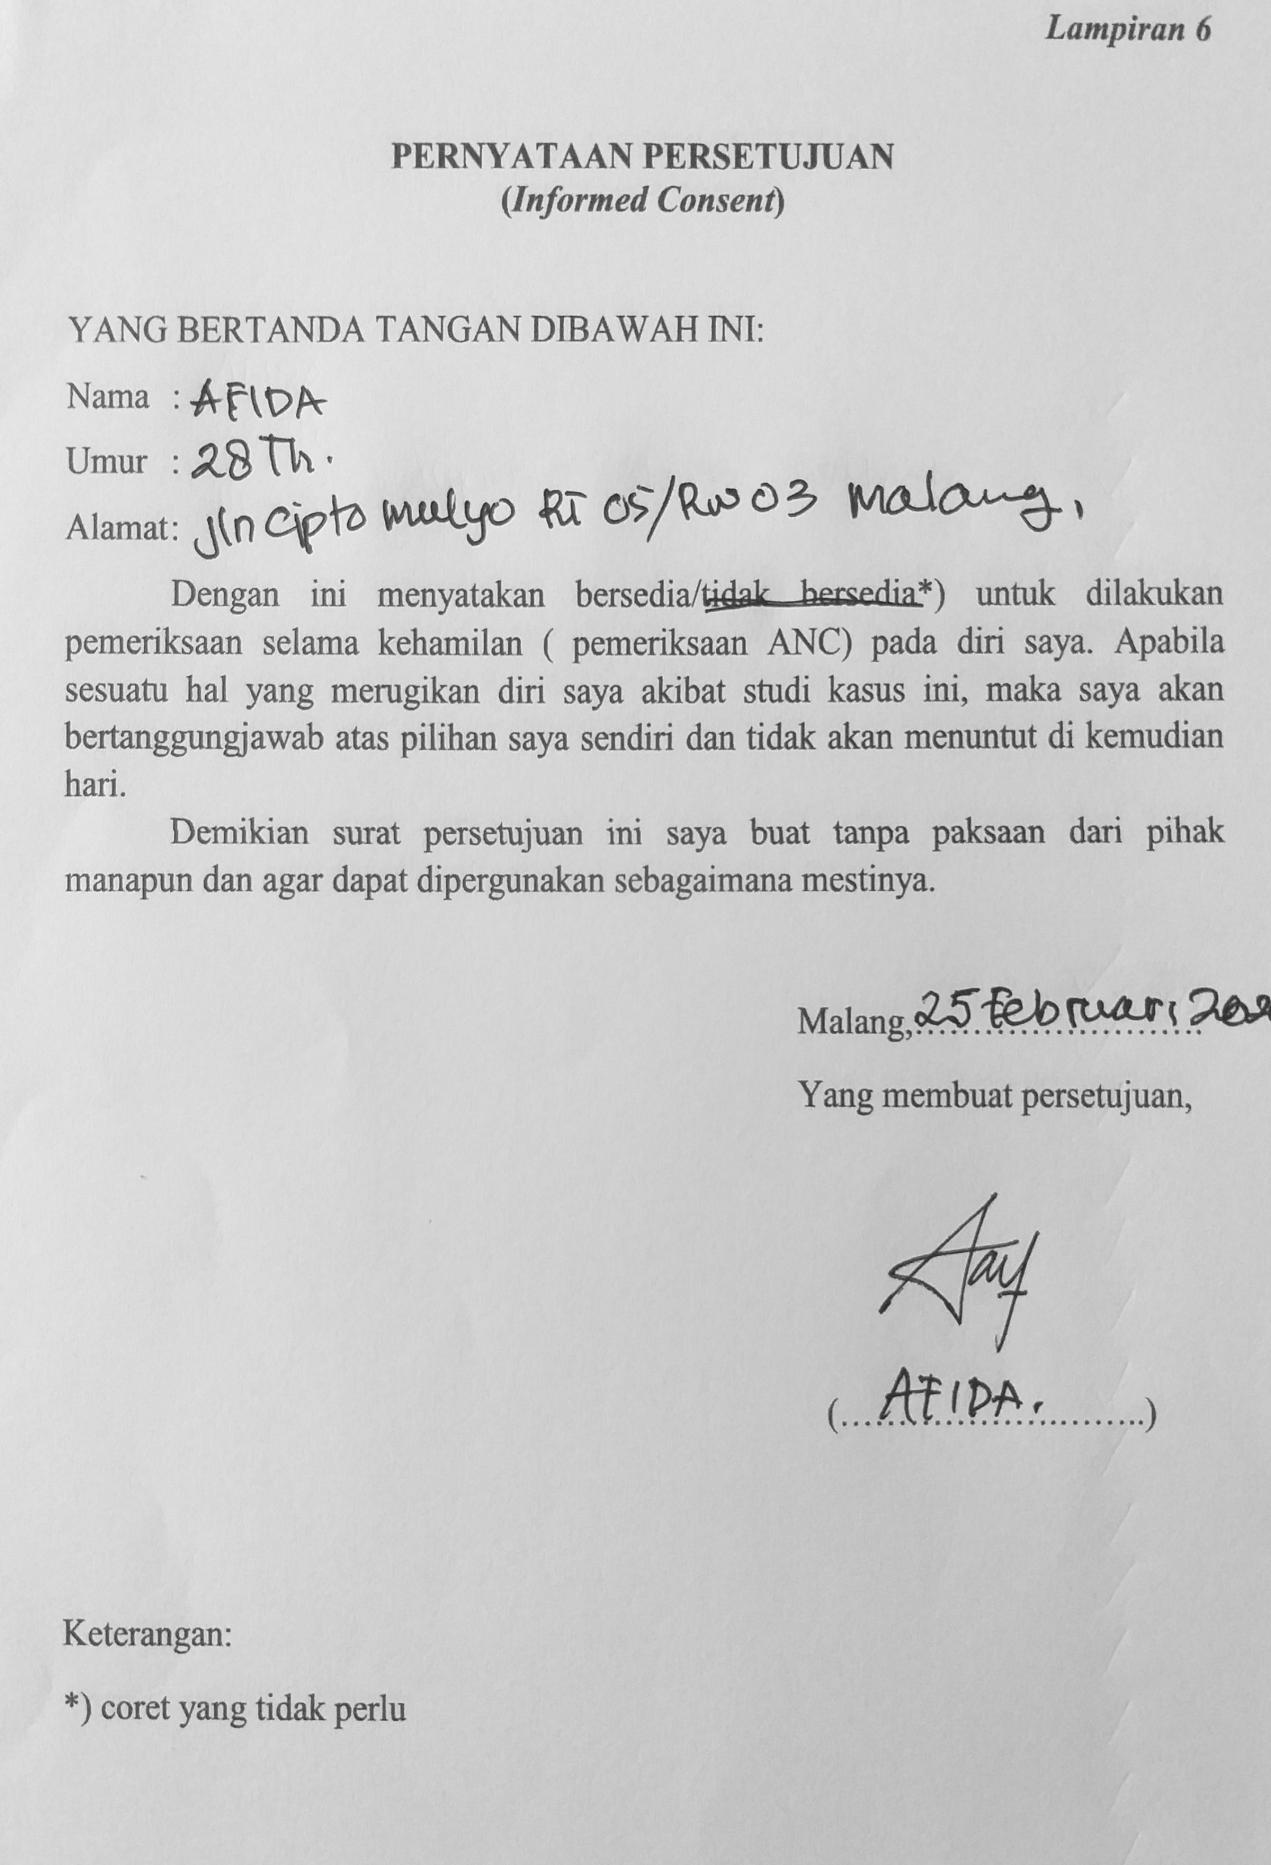 Lampiran 6
PERNYATAAN PERSETUJUAN
(Informed Consent)
YANG BERTANDA TANGAN DIBAWAH INI:
Nama : AFIDA
Umur : 28 Th.
Alamat: jln Cipto mulyo RT 05/RW 03 Malang,
Dengan ini menyatakan bersedia/tidak bersedia*) untuk dilakukan
pemeriksaan selama kehamilan ( pemeriksaan ANC) pada diri saya. Apabila
sesuatu hal yang merugikan diri saya akibat studi kasus ini, maka saya akan
bertanggungjawab atas pilihan saya sendiri dan tidak akan menuntut di kemudian
hari.
Demikian surat persetujuan ini saya buat tanpa paksaan dari pihak
manapun dan agar dapat dipergunakan sebagaimana mestinya.
Malang, 25 Februari
Yang membuat persetujuan,
(... AFIDA. ...)
Keterangan:
*) coret yang tidak perlu